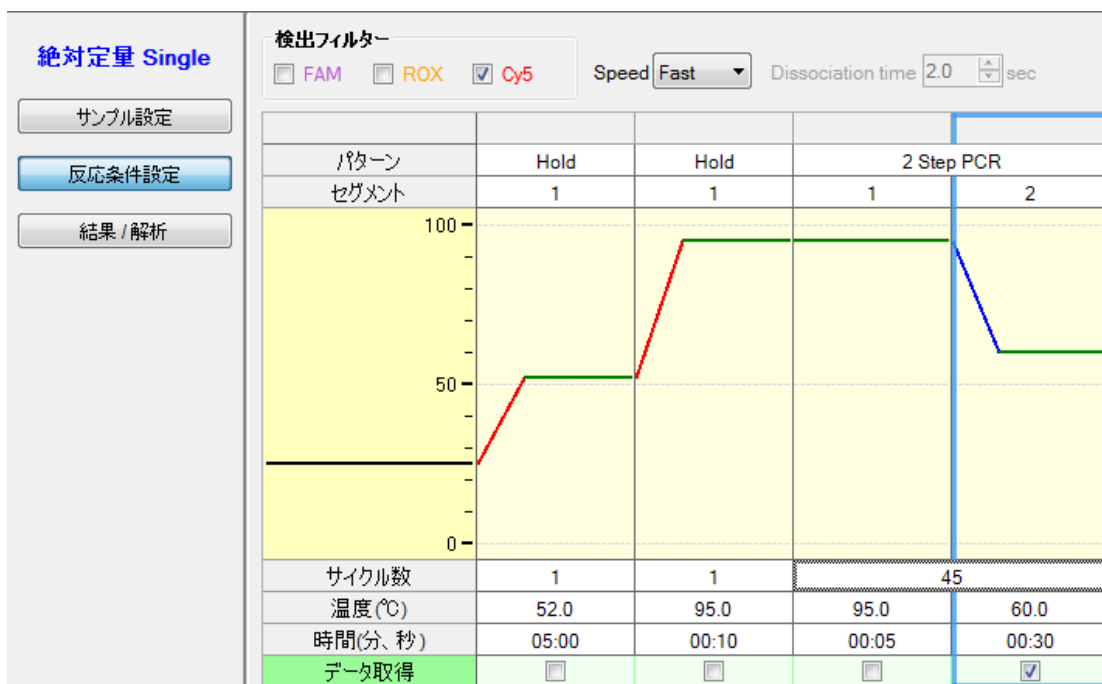 絶対定量 Single
サンプル設定
反応条件設定
結果 / 解析
検出フィルター
FAM ROX Cy5 Speed Fast Dissociation time 2.0 sec
パターン Hold Hold 2 Step PCR
セグメント 1 1 1 2
100
50
0
サイクル数 1 1 45
温度(℃) 52.0 95.0 95.0 60.0
時間(分、秒) 05:00 00:10 00:05 00:30
データ取得